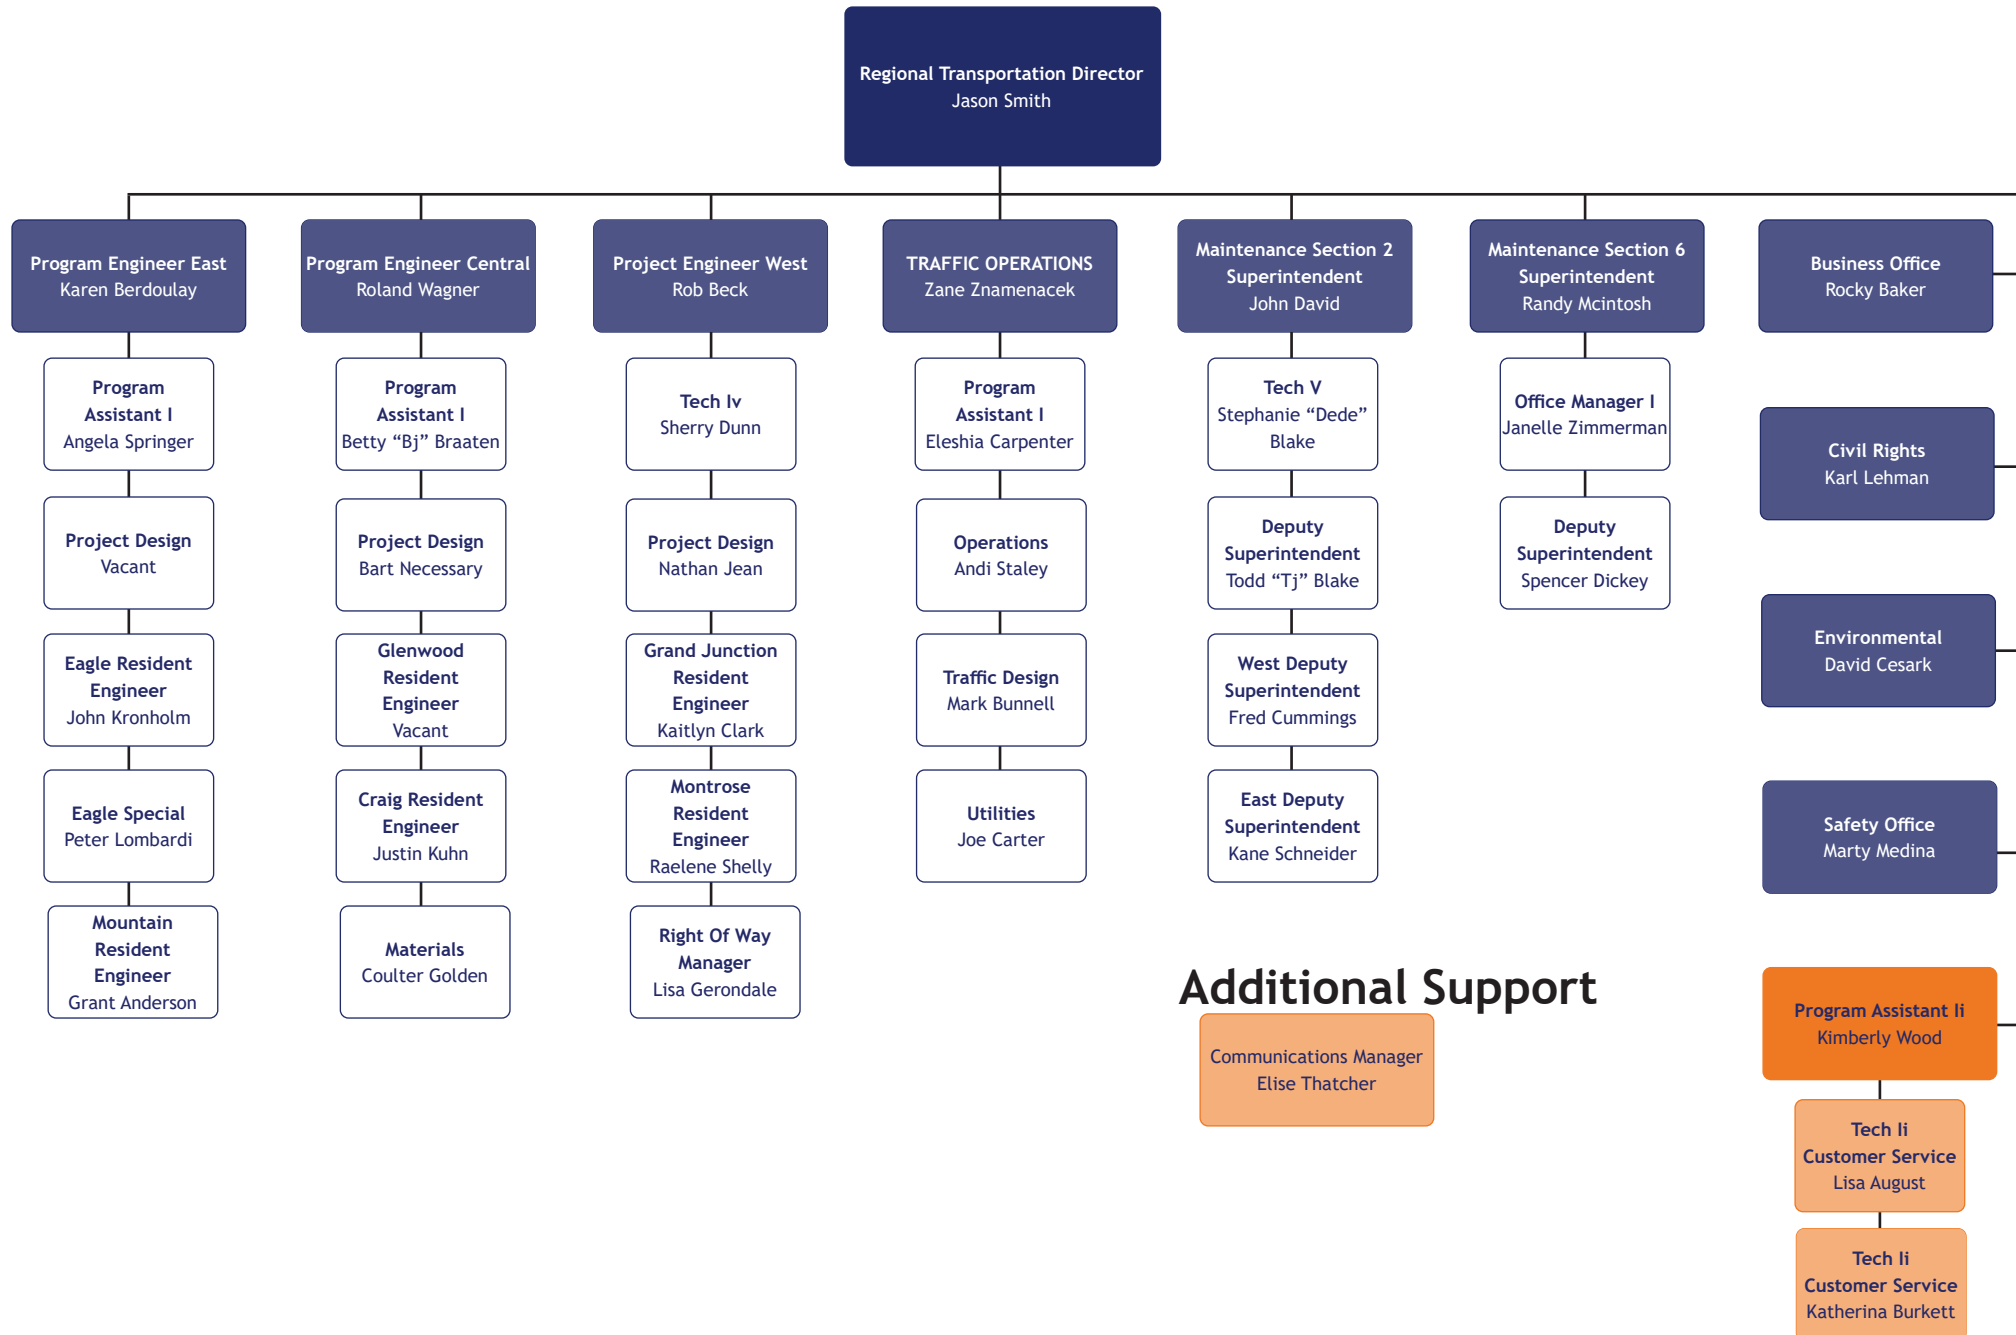 Regional Transportation Director
Jason Smith
Program Engineer East
Karen Berdoulay
Program Assistant I
Angela Springer
Project Design
Vacant
Eagle Resident
Engineer
John Kronholm
Eagle Special
Peter Lombardi
Mountain
Resident
Engineer
Grant Anderson
Program Engineer Central
Roland Wagner
Program
Assistant I
Betty “Bj” Braaten
Project Design
Bart Necessary
Glenwood
Resident
Engineer
Vacant
Craig Resident
Engineer
Justin Kuhn
Materials
Coulter Golden
Project Engineer West
Rob Beck
Tech Iv
Sherry Dunn
Project Design
Nathan Jean
Grand Junction
Resident
Engineer
Kaitlyn Clark
Montrose
Resident
Engineer
Raelene Shelly
Right Of Way
Manager
Lisa Gerondale
TRAFFIC OPERATIONS
Zane Znamenacek
Program
Assistant I
Eleshia Carpenter
Operations
Andi Staley
Traffic Design
Mark Bunnell
Utilities
Joe Carter
Maintenance Section 2
Superintendent
John David
Tech V
Stephanie “Dede”
Blake
Deputy
Superintendent
Todd “Tj” Blake
West Deputy
Superintendent
Fred Cummings
East Deputy
Superintendent
Kane Schneider
Maintenance Section 6
Superintendent
Randy Mcintosh
Office Manager I
Janelle Zimmerman
Deputy
Superintendent
Spencer Dickey
Business Office
Rocky Baker
Civil Rights
Karl Lehman
Environmental
David Cesark
Safety Office
Marty Medina
Program Assistant Ii
Kimberly Wood
Tech Ii
Customer Service
Lisa August
Tech Ii
Customer Service
Katherina Burkett
Additional Support
Communications Manager
Elise Thatcher